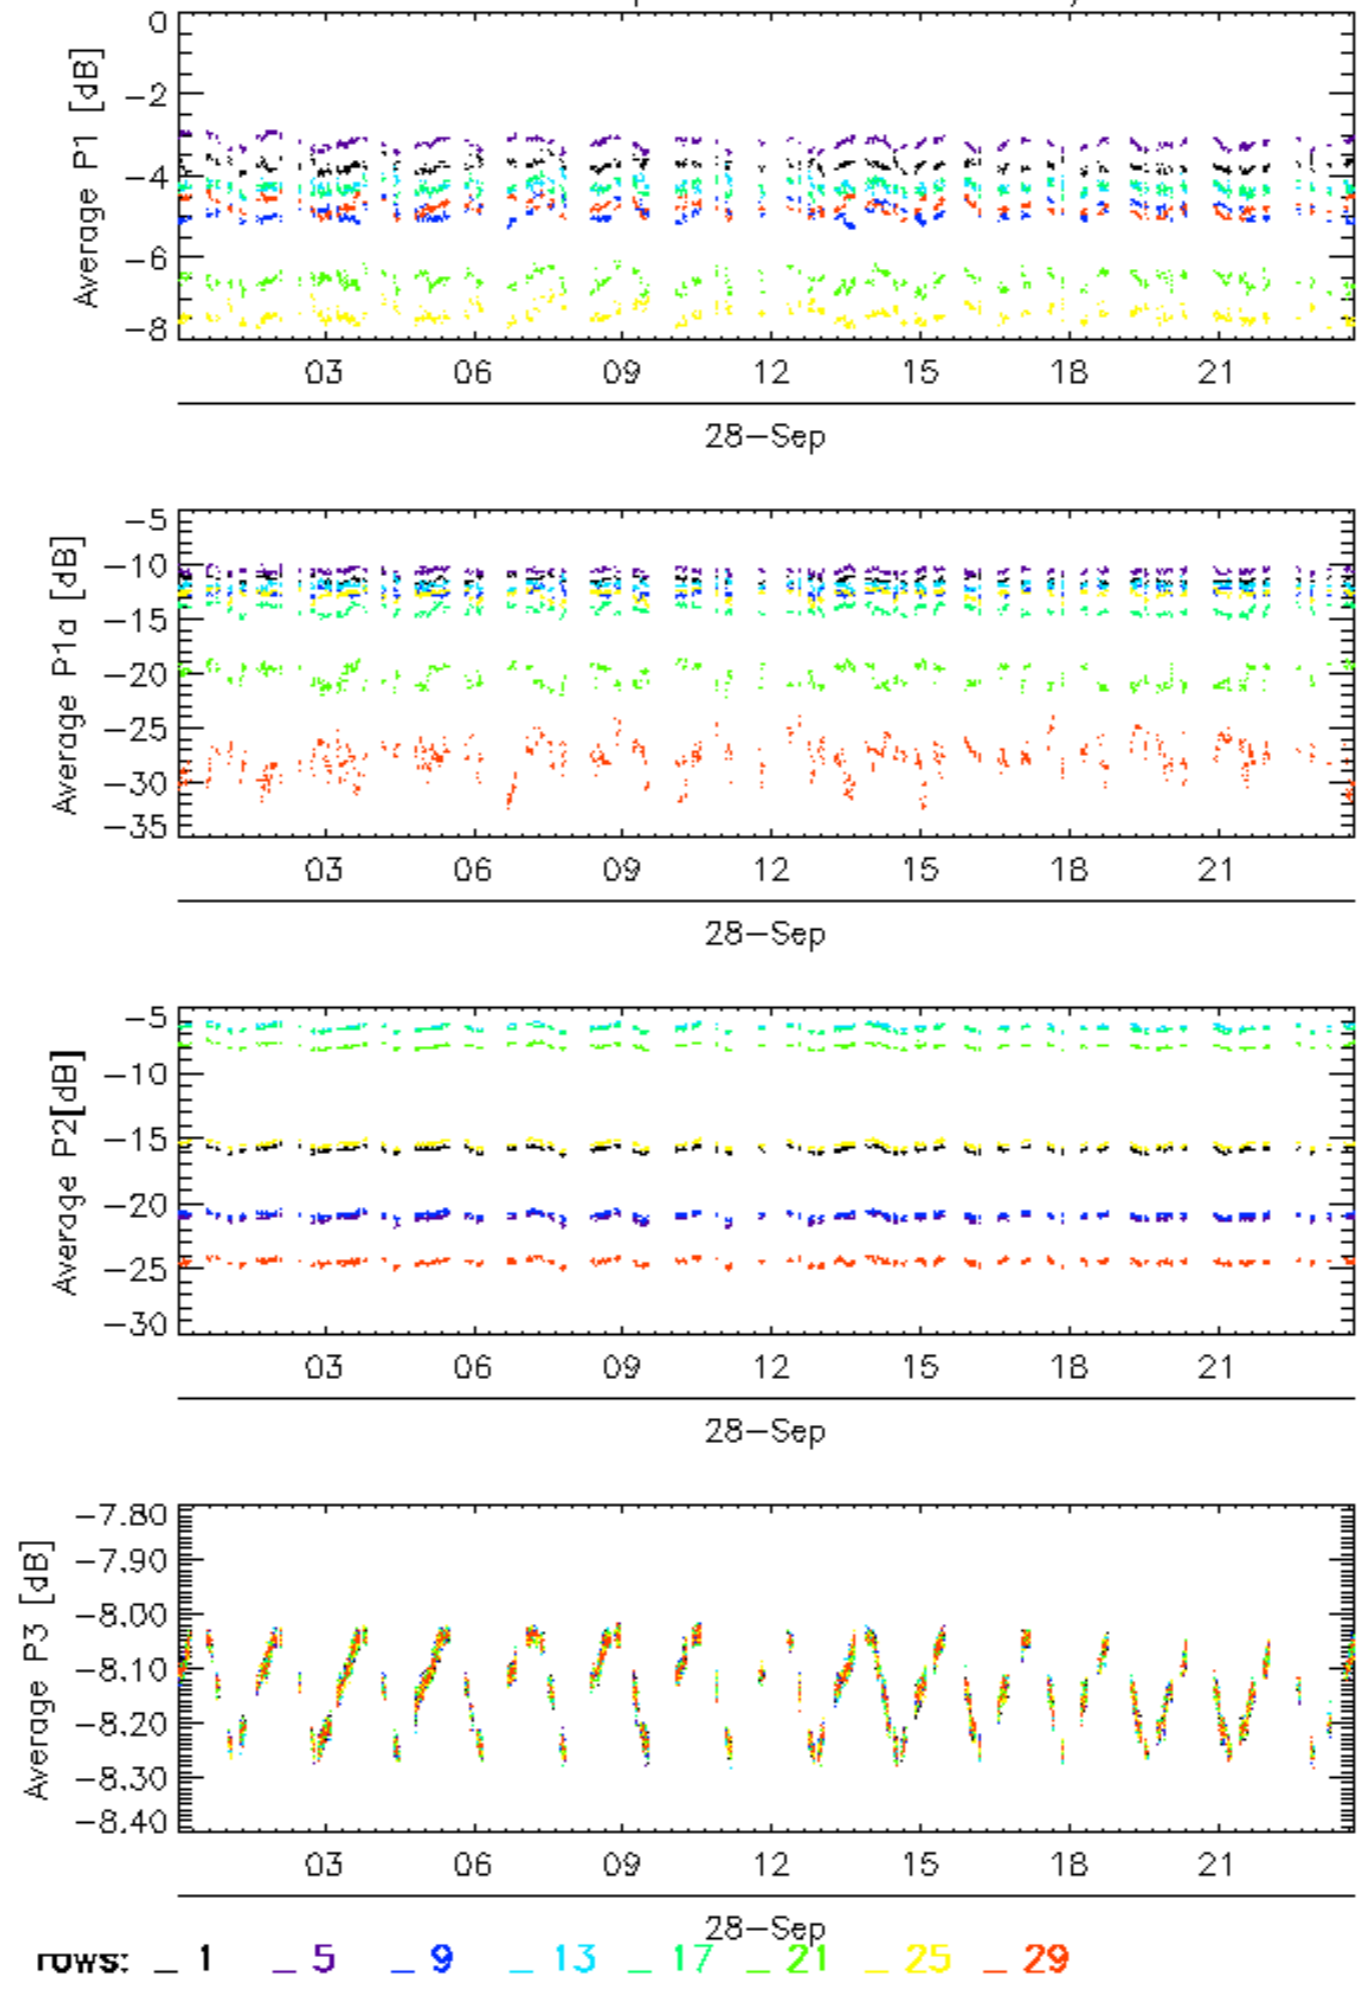 0
-2
-4
-6
-8
Average P1 [dB]
03 06 09 12 15 18 21
28-Sep
-5
-10
-15
-20
-25
-30
-35
Average P1a [dB]
03 06 09 12 15 18 21
28-Sep
-5
-10
-15
-20
-25
-30
Average P2[dB]
03 06 09 12 15 18 21
28-Sep
-7.80
-7.90
-8.00
-8.10
-8.20
-8.30
-8.40
Average P3 [dB]
03 06 09 12 15 18 21
28-Sep
rows: _ 1 _ 5 _ 9 _ 13 _ 17 _ 21 _ 25 _ 29